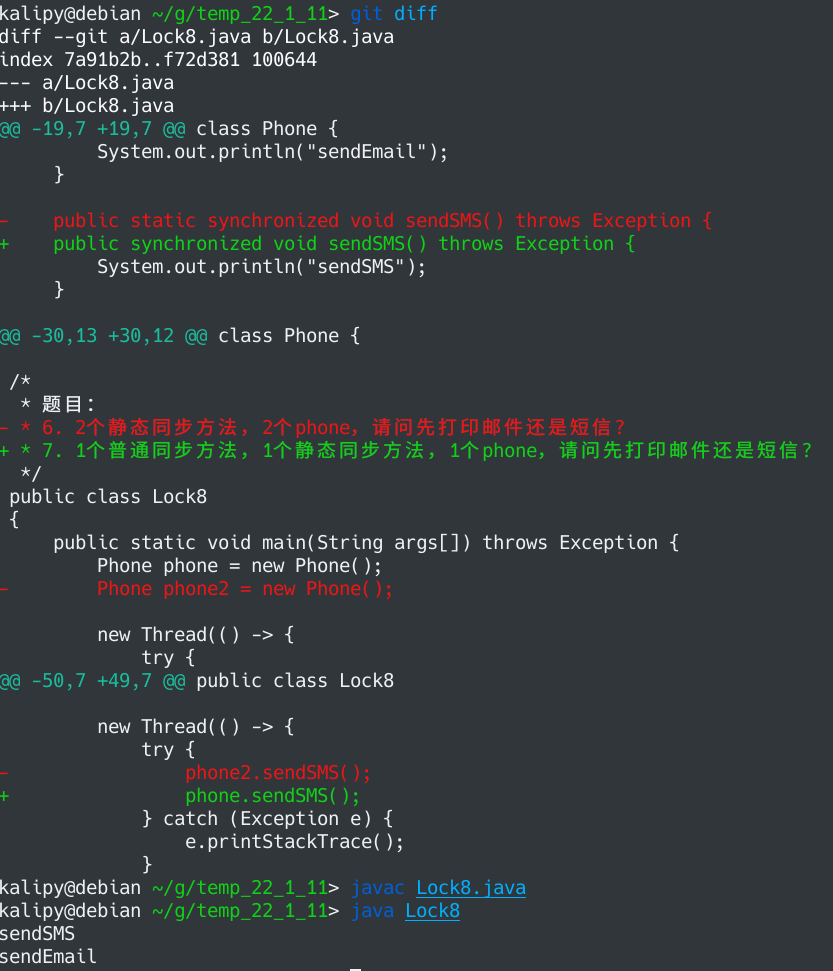 kalipy@debian ~/g/temp_22_1_11> git diff
diff --git a/Lock8.java b/Lock8.java
index 7a91b2b..f72d381 100644
--- a/Lock8.java
+++ b/Lock8.java
@@ -19,7 +19,7 @@ class Phone {
         System.out.println("sendEmail");
     }

-    public static synchronized void sendSMS() throws Exception {
+    public synchronized void sendSMS() throws Exception {
         System.out.println("sendSMS");
     }

@@ -30,13 +30,12 @@ class Phone {

 /*
  * 题目：
- * 6. 2个静态同步方法，2个phone，请问先打印邮件还是短信?
+ * 7. 1个普通同步方法，1个静态同步方法，1个phone，请问先打印邮件还是短信?
  */
 public class Lock8
 {
     public static void main(String args[]) throws Exception {
         Phone phone = new Phone();
-        Phone phone2 = new Phone();

         new Thread(() -> {
             try {
@@ -50,7 +49,7 @@ public class Lock8

         new Thread(() -> {
             try {
-                phone2.sendSMS();
+                phone.sendSMS();
             } catch (Exception e) {
                 e.printStackTrace();
             }
kalipy@debian ~/g/temp_22_1_11> javac Lock8.java
kalipy@debian ~/g/temp_22_1_11> java Lock8
sendSMS
sendEmail